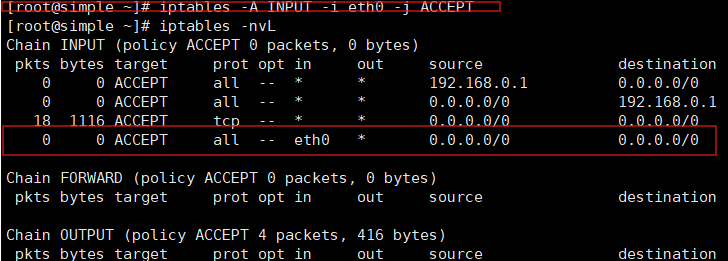 [root@simple ~]# iptables -A INPUT -i eth0 -j ACCEPT
[root@simple ~]# iptables -nvL
Chain INPUT (policy ACCEPT 0 packets, 0 bytes)
 pkts bytes target     prot opt in     out     source               destination
    0     0 ACCEPT     all  --  *      *       192.168.0.1          0.0.0.0/0
    0     0 ACCEPT     all  --  *      *       0.0.0.0/0            192.168.0.1
   18  1116 ACCEPT     tcp  --  *      *       0.0.0.0/0            0.0.0.0/0
    0     0 ACCEPT     all  --  eth0   *       0.0.0.0/0            0.0.0.0/0
Chain FORWARD (policy ACCEPT 0 packets, 0 bytes)
 pkts bytes target     prot opt in     out     source               destination
Chain OUTPUT (policy ACCEPT 4 packets, 416 bytes)
 pkts bytes target     prot opt in     out     source               destination